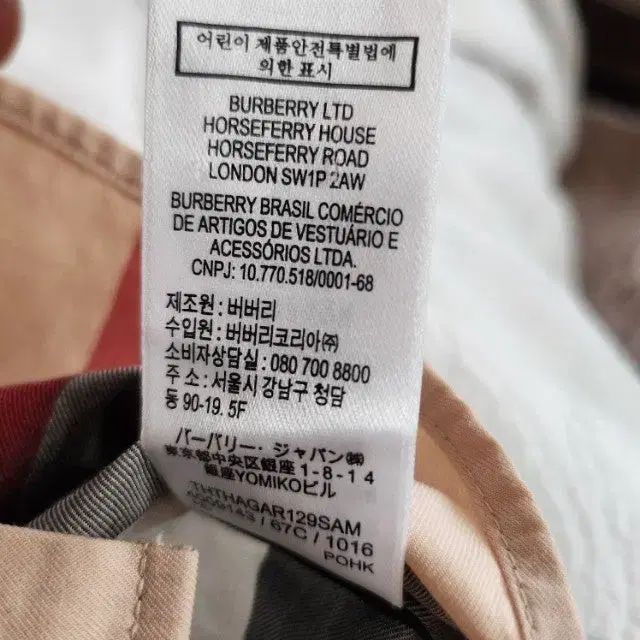 어린이 제품안전특별법에
의한 표시
BURBERRY LTD
HORSEFERRY HOUSE
HORSEFERRY ROAD
LONDON SW1P 2AW
BURBERRY BRASIL COMÉRCIO
DE ARTIGOS DE VESTUÁRIO E
ACESSÓRIOS LTDA.
CNPJ: 10.770.518/0001-68
제조원 : 버버리
수입원 : 버버리코리아㈜
소비자상담실 : 080 700 8800
주 소 : 서울시 강남구 청담
동 90-19. 5F
バーバリー・ジャパン㈱
東京都中央区銀座1-8-14
銀座YOMIKOビル
THTHAGAR129SAM
/ 67C / 1016
POHK